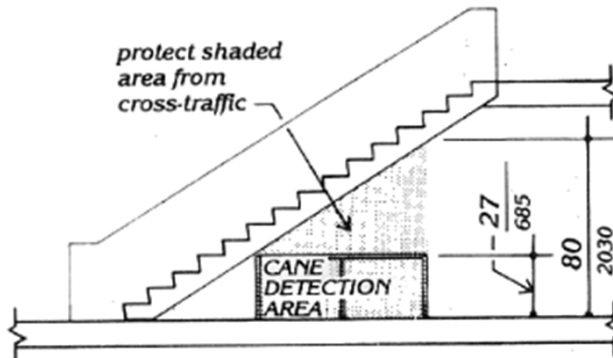 protect shaded
area from
cross-traffic
CANE
DETECTION
AREA
27
685
80
2030